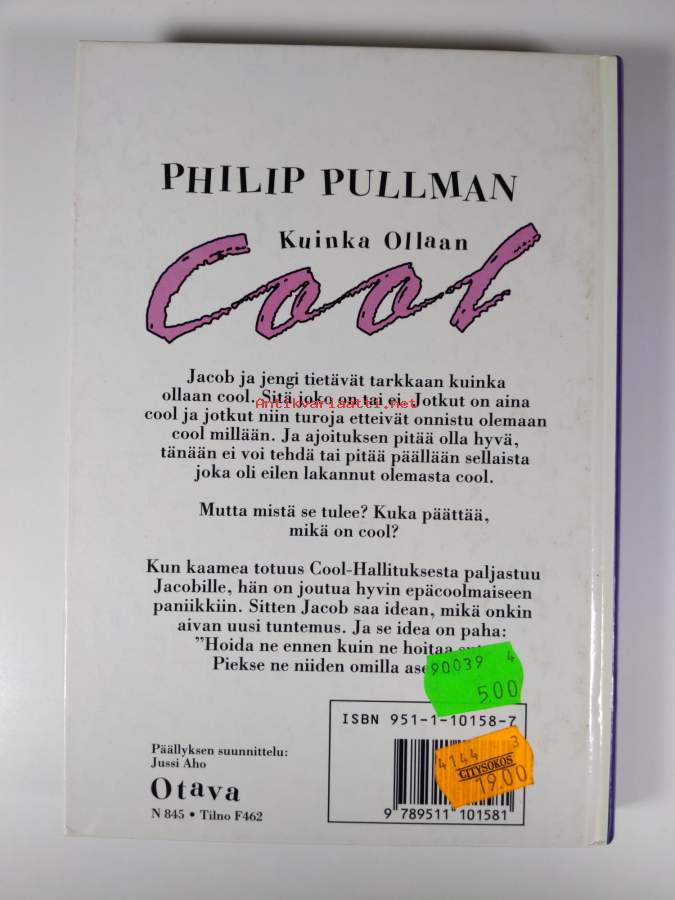 PHILIP PULLMAN
Kuinka Ollaan
Cool
Jacob ja jengi tietävät tarkkaan kuinka
ollaan cool. Sitä joko on tai ei. Jotkut on aina
Antikvariaatti.net
cool ja jotkut niin turoja etteivät onnistu olemaan
cool millään. Ja ajoituksen pitää olla hyvä,
tänään ei voi tehdä tai pitää päällään sellaista
joka oli eilen lakannut olemasta cool.
Mutta mistä se tulee? Kuka päättää,
mikä on cool?
Kun kaamea totuus Cool-Hallituksesta paljastuu
Jacobille, hän on joutua hyvin epäcoolmaiseen
paniikkiin. Sitten Jacob saa idean, mikä onkin
aivan uusi tuntemus. Ja se idea on paha:
”Hoida ne ennen kuin ne hoitaa
Piekse ne niiden omilla
90039 4
5.00
ISBN 951-1-10158-7
4144 3
CITYSOKOS
19.00
Päällyksen suunnittelu:
Jussi Aho
Otava
N 845 • Tilno F462
9 789511 101581